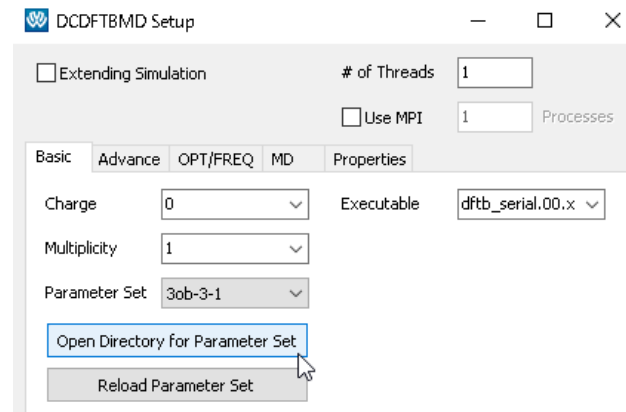 DCDFTBMD Setup
Extending Simulation # of Threads 1
Use MPI 1 Processes
Basic Advance OPT/FREQ MD Properties
Charge 0 Executable dftb_serial.00.x
Multiplicity 1
Parameter Set 3ob-3-1
Open Directory for Parameter Set
Reload Parameter Set